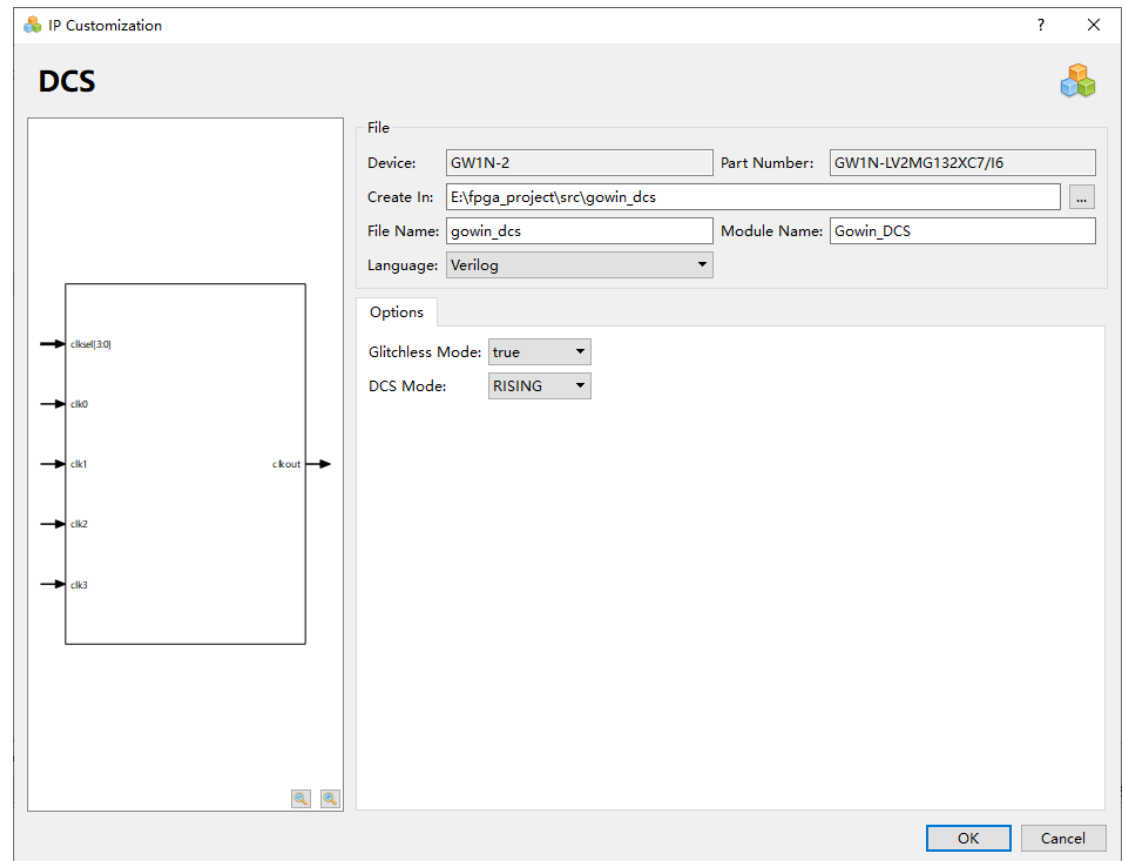 IP Customization
?
DCS
File
Device: GW1N-2 Part Number: GW1N-LV2MG132XC7/I6
Create In: E:\fpga_project\src\gowin_dcs ...
File Name: gowin_dcs Module Name: Gowin_DCS
Language: Verilog
Options
Glitchless Mode: true
DCS Mode: RISING
clksel[3:0]
clk0
clk1 clkout
clk2
clk3
OK Cancel